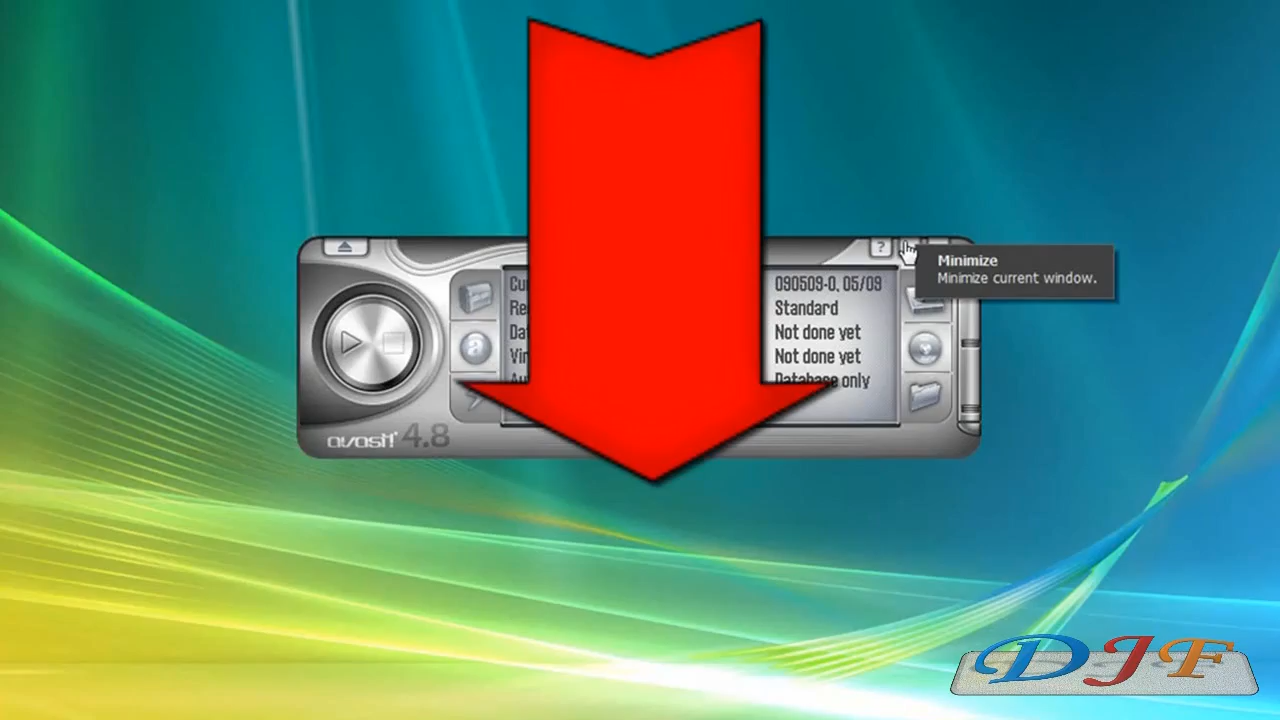 ?
Minimize
Minimize current window.
090509-0, 05/09
Standard
Not done yet
Not done yet
Database only
a
avast! 4.8
DJF